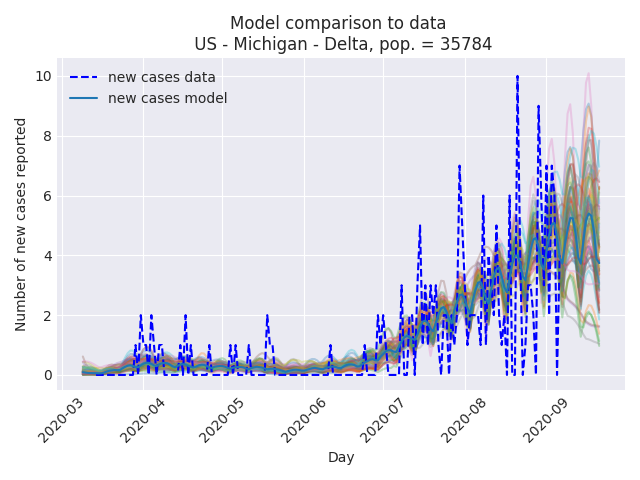 Model comparison to data
US - Michigan - Delta, pop. = 35784
new cases data
new cases model
Number of new cases reported
10
8
6
4
2
0
2020-03
2020-04
2020-05
2020-06
2020-07
2020-08
2020-09
Day